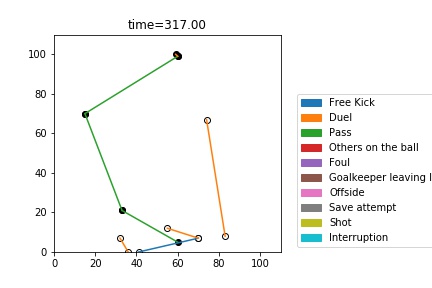 time=317.00
100
80
60
40
20
0
0 20 40 60 80 100
Free Kick
Duel
Pass
Others on the ball
Foul
Goalkeeper leaving l
Offside
Save attempt
Shot
Interruption